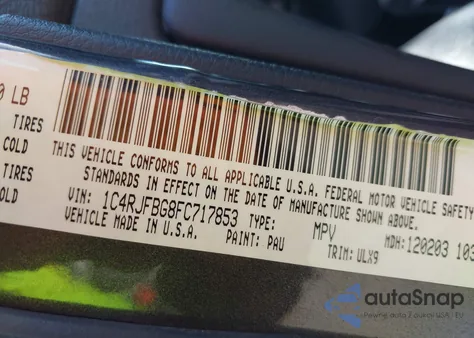 0 LB
TIRES
COLD
TIRES
OLD
THIS VEHICLE CONFORMS TO ALL APPLICABLE U.S.A. FEDERAL MOTOR VEHICLE SAFETY
STANDARDS IN EFFECT ON THE DATE OF MANUFACTURE SHOWN ABOVE.
VIN: 1C4RJFBG8FC717853 TYPE: MPV MDH: 120203 103
VEHICLE MADE IN U.S.A. PAINT: PAU TRIM: ULX9
autoSnap